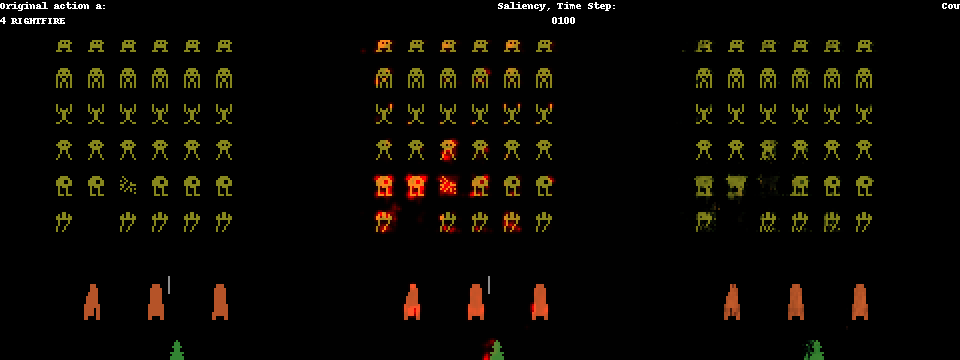 Original action a:
4 RIGHTFIRE
Saliency, Time Step:
0100
Cou